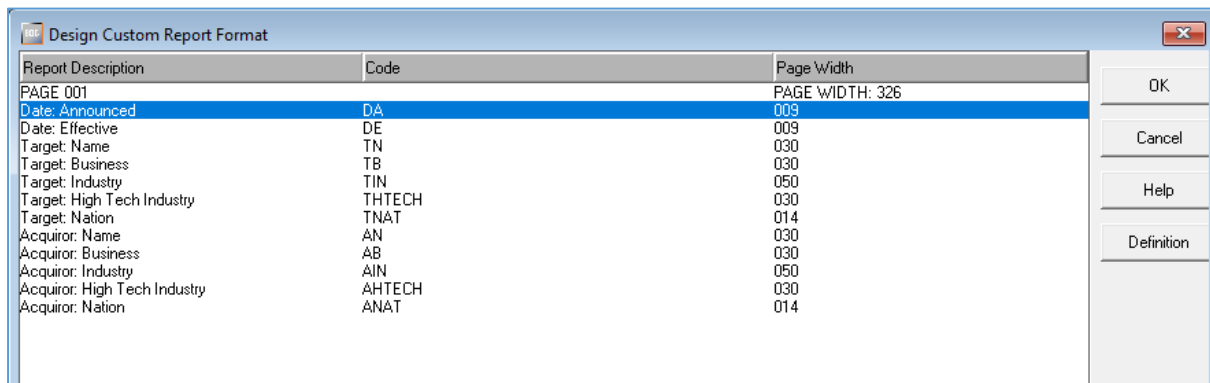 Design Custom Report Format
Report Description Code Page Width
PAGE 001 PAGE WIDTH: 326
Date: Announced DA 009
Date: Effective DE 009
Target: Name TN 030
Target: Business TB 030
Target: Industry TIN 050
Target: High Tech Industry THTECH 030
Target: Nation TNAT 014
Acquiror: Name AN 030
Acquiror: Business AB 030
Acquiror: Industry AIN 050
Acquiror: High Tech Industry AHTECH 030
Acquiror: Nation ANAT 014
OK
Cancel
Help
Definition